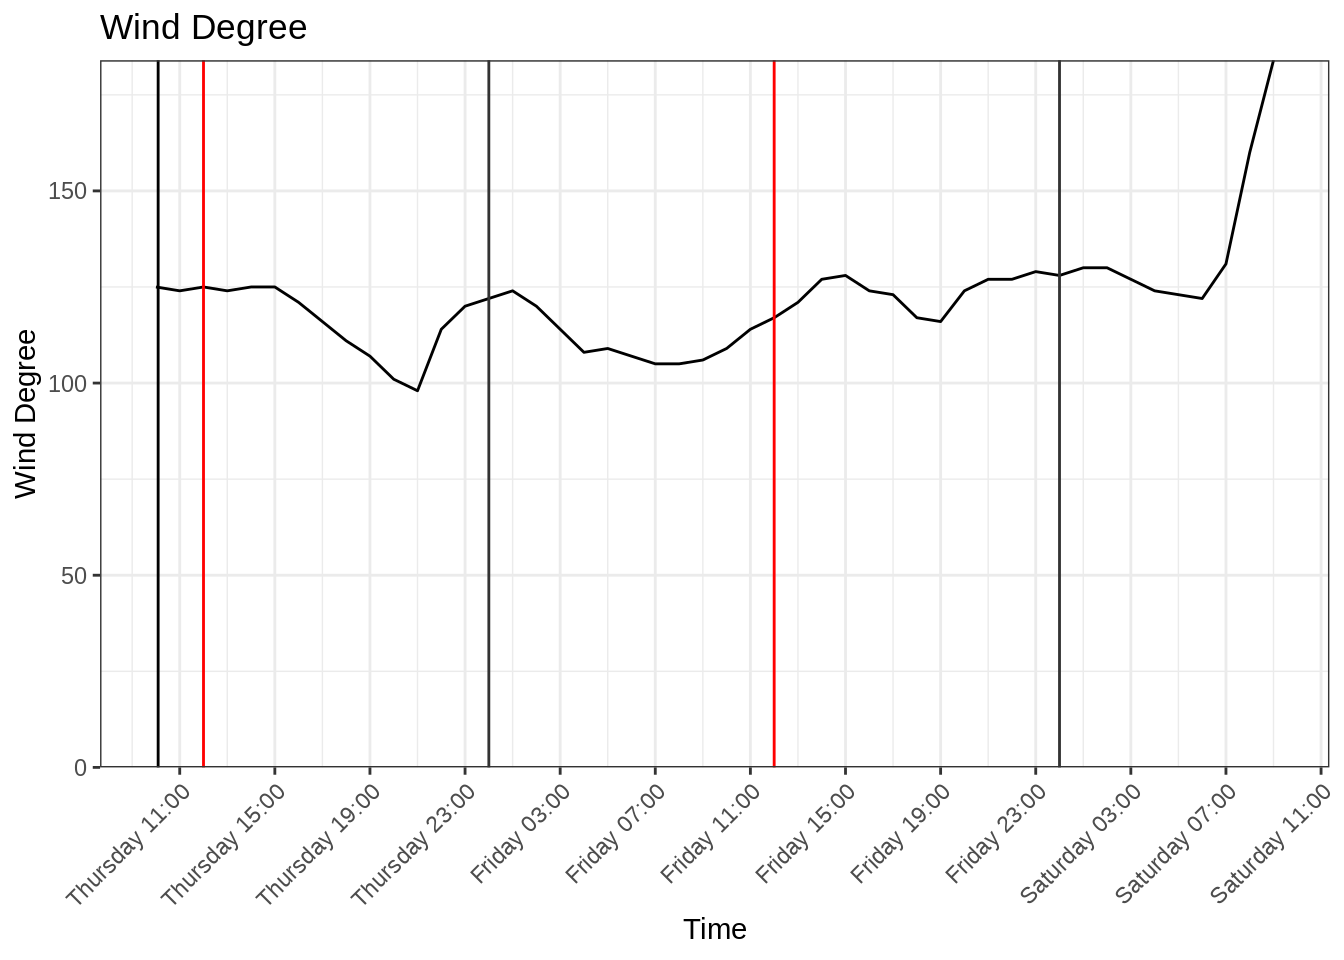 Wind Degree
Wind Degree
150
100
50
0
Thursday 11:00
Thursday 15:00
Thursday 19:00
Thursday 23:00
Friday 03:00
Friday 07:00
Friday 11:00
Friday 15:00
Friday 19:00
Friday 23:00
Saturday 03:00
Saturday 07:00
Saturday 11:00
Time